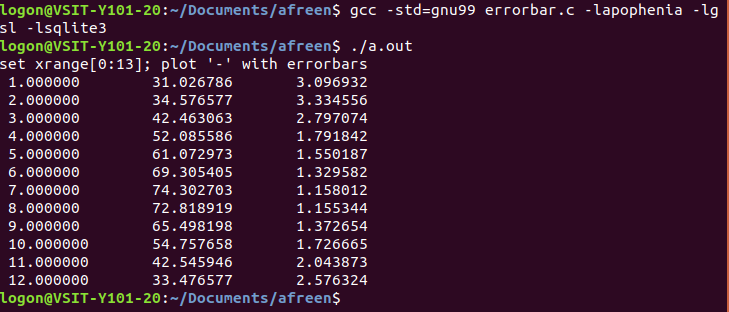 logon@VSIT-Y101-20:~/Documents/afreen$ gcc -std=gnu99 errorbar.c -lapophenia -lg
sl -lsqlite3
logon@VSIT-Y101-20:~/Documents/afreen$ ./a.out
set xrange[0:13]; plot '-' with errorbars
1.000000 31.026786 3.096932
2.000000 34.576577 3.334556
3.000000 42.463063 2.797074
4.000000 52.085586 1.791842
5.000000 61.072973 1.550187
6.000000 69.305405 1.329582
7.000000 74.302703 1.158012
8.000000 72.818919 1.155344
9.000000 65.498198 1.372654
10.000000 54.757658 1.726665
11.000000 42.545946 2.043873
12.000000 33.476577 2.576324
logon@VSIT-Y101-20:~/Documents/afreen$